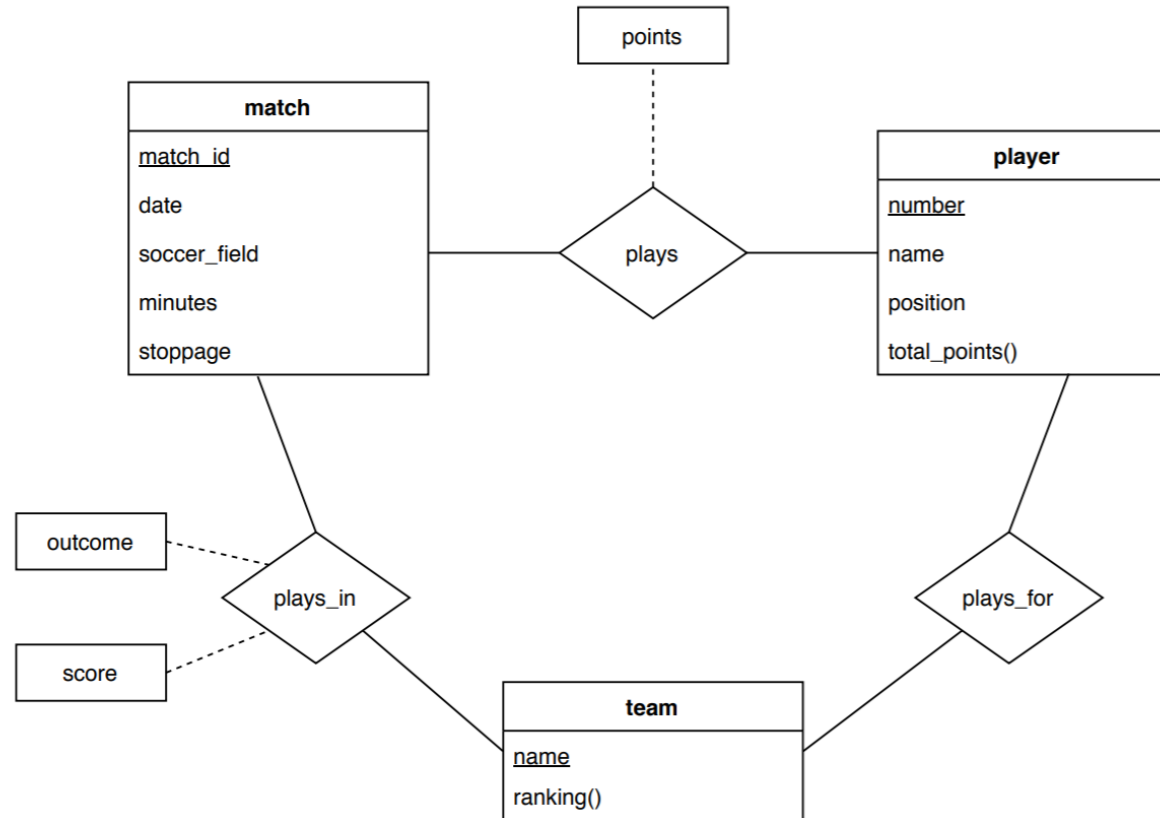 points
match
match_id
date
soccer_field
minutes
stoppage
plays
player
number
name
position
total_points()
outcome
score
plays_in
plays_for
team
name
ranking()